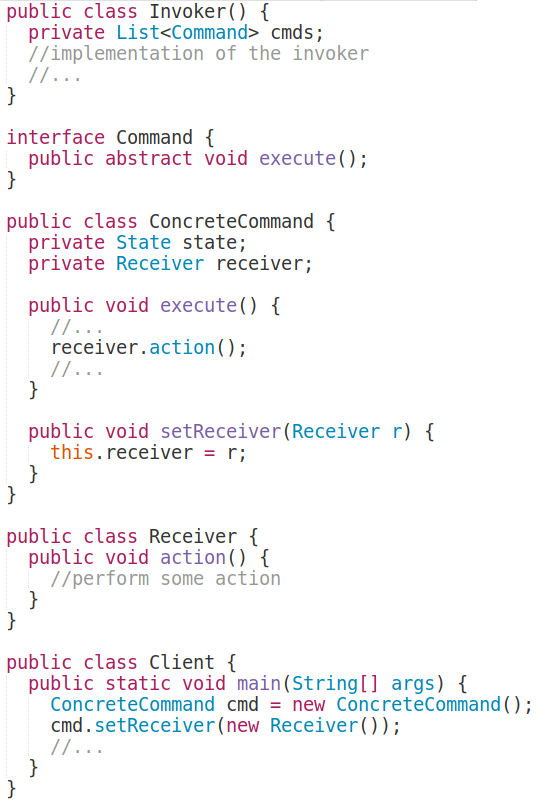 public class Invoker() {
  private List<Command> cmds;
  //implementation of the invoker
  //...
}

interface Command {
  public abstract void execute();
}

public class ConcreteCommand {
  private State state;
  private Receiver receiver;

  public void execute() {
    //...
    receiver.action();
    //...
  }

  public void setReceiver(Receiver r) {
    this.receiver = r;
  }
}

public class Receiver {
  public void action() {
    //perform some action
  }
}

public class Client {
  public static void main(String[] args) {
    ConcreteCommand cmd = new ConcreteCommand();
    cmd.setReceiver(new Receiver());
    //...
  }
}